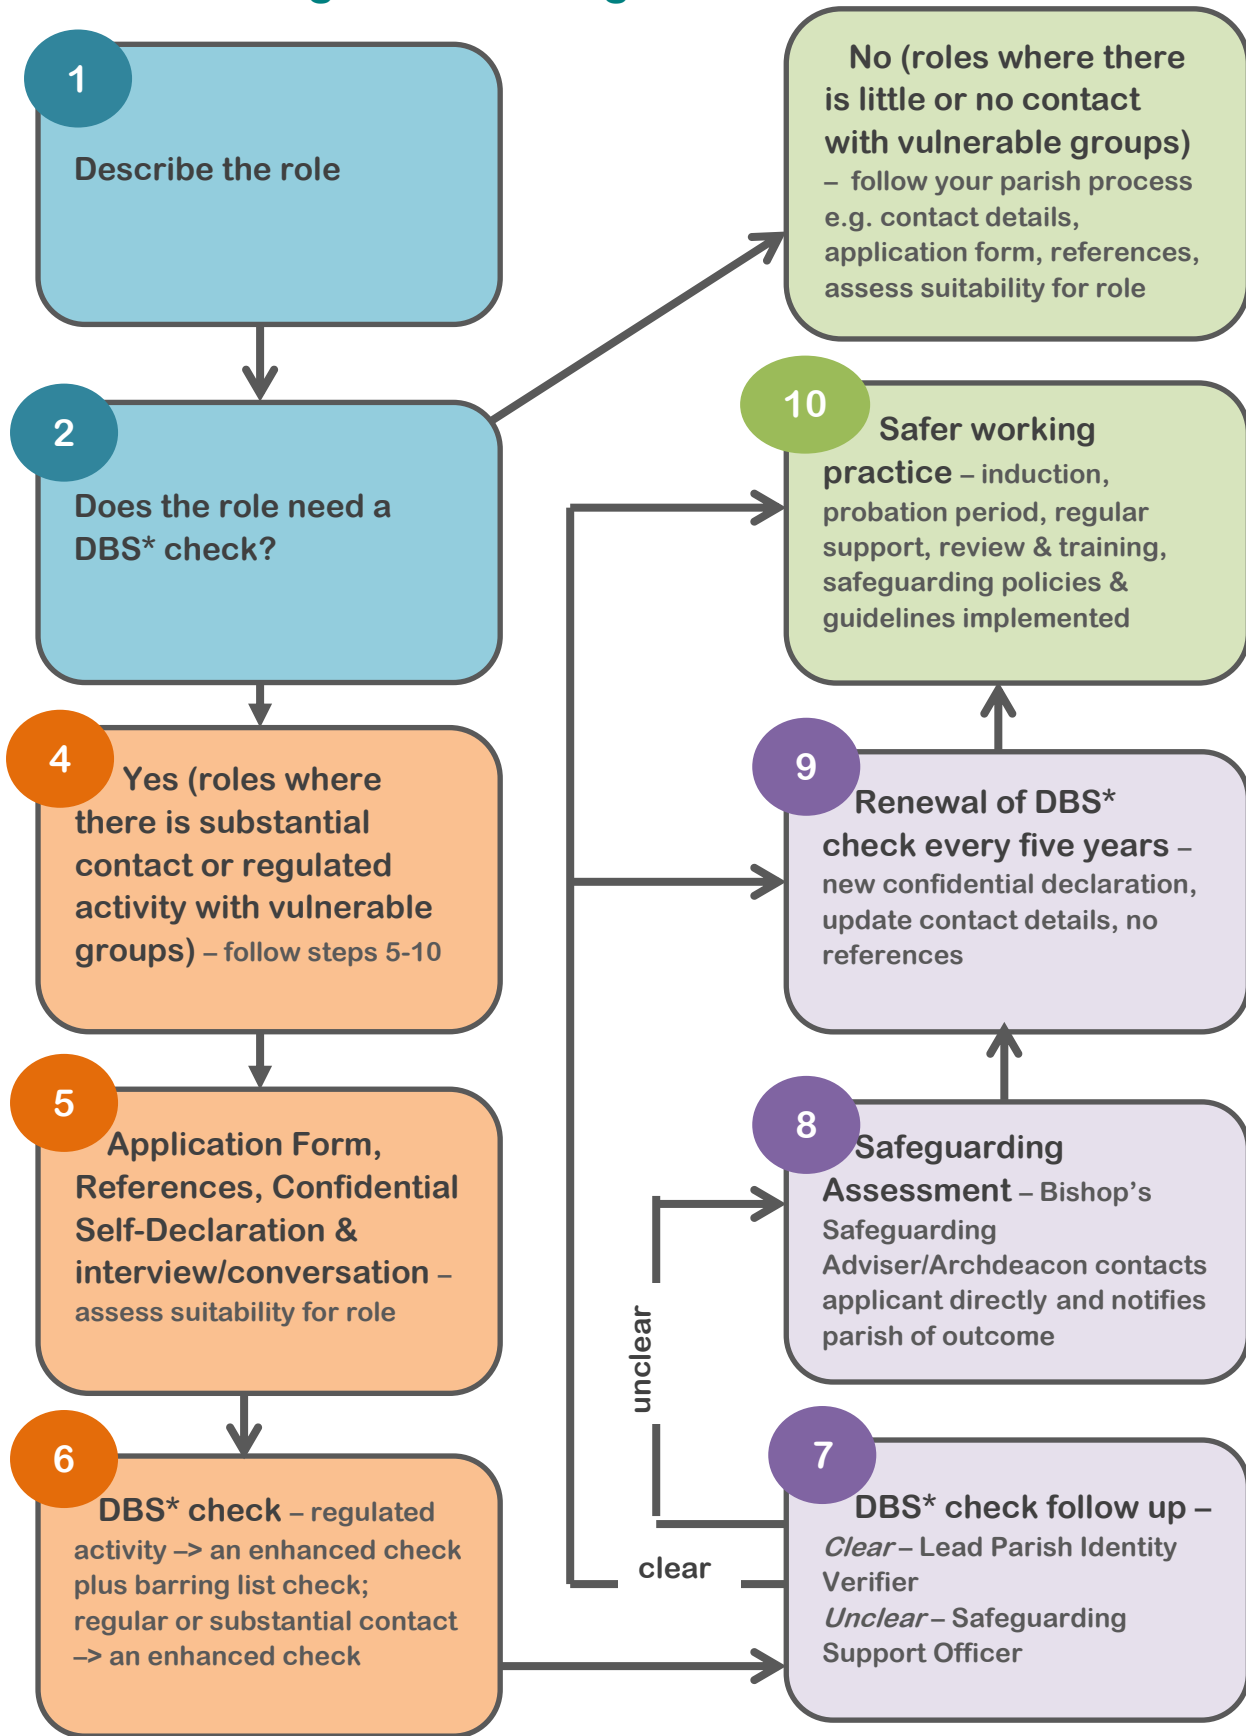 1
Describe the role
2
Does the role need a
DBS* check?
No (roles where there
is little or no contact
with vulnerable groups)
– follow your parish process
e.g. contact details,
application form, references,
assess suitability for role
4
Yes (roles where
there is substantial
contact or regulated
activity with vulnerable
groups) – follow steps 5-10
5
Application Form,
References, Confidential
Self-Declaration &
interview/conversation –
assess suitability for role
6
DBS* check – regulated
activity –> an enhanced check
plus barring list check;
regular or substantial contact
–> an enhanced check
7
DBS* check follow up –
Clear – Lead Parish Identity
Verifier
Unclear – Safeguarding
Support Officer
clear
unclear
8
Safeguarding
Assessment – Bishop’s
Safeguarding
Adviser/Archdeacon contacts
applicant directly and notifies
parish of outcome
9
Renewal of DBS*
check every five years –
new confidential declaration,
update contact details, no
references
10
Safer working
practice – induction,
probation period, regular
support, review & training,
safeguarding policies &
guidelines implemented